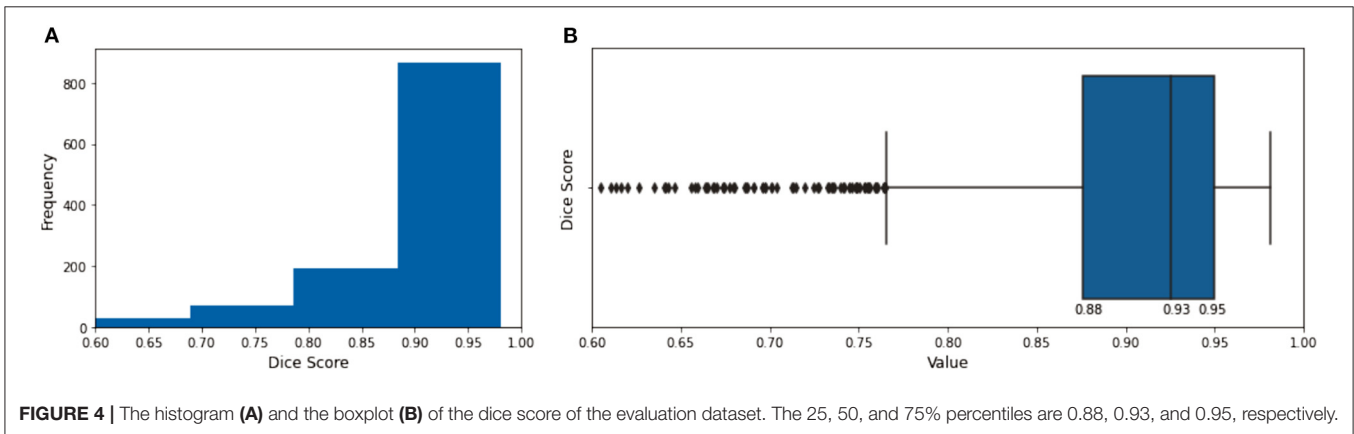 A
B
800
600
400
200
0
Frequency
0.60 0.65 0.70 0.75 0.80 0.85 0.90 0.95 1.00
Dice Score
Dice Score
0.88 0.93 0.95
0.60 0.65 0.70 0.75 0.80 0.85 0.90 0.95 1.00
Value
FIGURE 4 | The histogram (A) and the boxplot (B) of the dice score of the evaluation dataset. The 25, 50, and 75% percentiles are 0.88, 0.93, and 0.95, respectively.